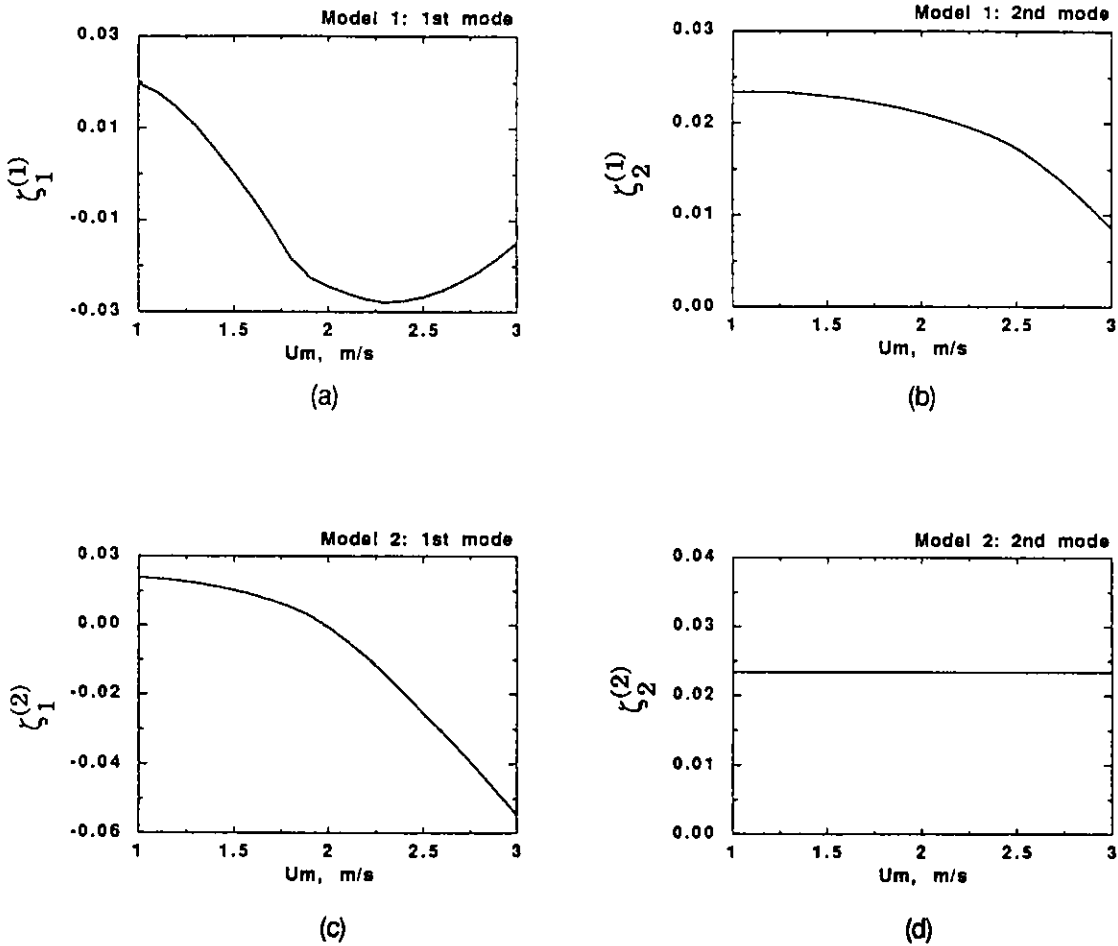 Model 1: 1st mode
0.03
0.01
-0.01
-0.03
ζ₁⁽¹⁾
1 1.5 2 2.5 3
Um, m/s
(a)
Model 1: 2nd mode
0.03
0.02
0.01
0.00
ζ₂⁽¹⁾
1 1.5 2 2.5 3
Um, m/s
(b)
Model 2: 1st mode
0.03
0.00
-0.02
-0.04
-0.06
ζ₁⁽²⁾
1 1.5 2 2.5 3
Um, m/s
(c)
Model 2: 2nd mode
0.04
0.03
0.02
0.01
0.00
ζ₂⁽²⁾
1 1.5 2 2.5 3
Um, m/s
(d)